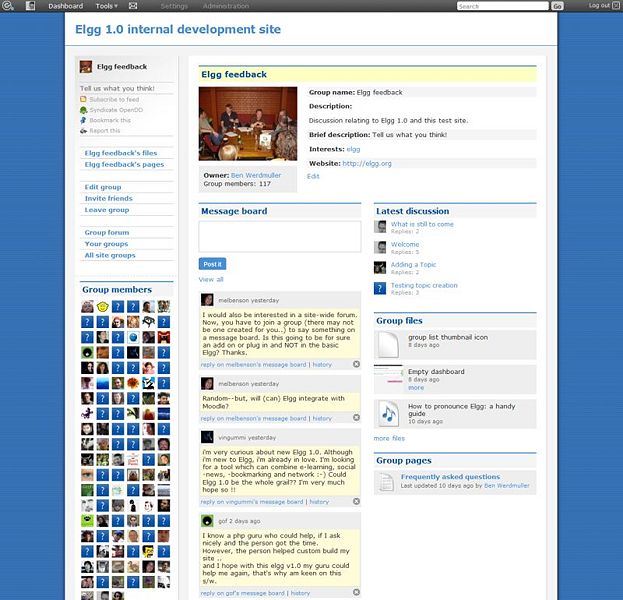 Dashboard Tools Settings Administration Search Go Log out
Elgg 1.0 internal development site
Elgg feedback
Tell us what you think!
Subscribe to feed
Syndicate OpenDD
Bookmark this
Report this
Elgg feedback's files
Elgg feedback's pages
Edit group
Invite friends
Leave group
Group forum
Your groups
All site groups
Group members
Elgg feedback
Group name: Elgg feedback
Description:
Discussion relating to Elgg 1.0 and this test site.
Brief description: Tell us what you think!
Interests: elgg
Website: http://elgg.org
Owner: Ben Werdmuller
Group members: 117
Edit
Message board
Post it
View all
melbenson yesterday
I would also be interested in a site-wide forum.
Now, you have to join a group (there may not
be one created for you..) to say something on
a message board. Is this going to be for sure
an add on or plug in and NOT in the basic
Elgg? Thanks.
reply on melbenson's message board | history
melbenson yesterday
Random--but, will (can) Elgg integrate with
Moodle?
reply on melbenson's message board | history
vingummi yesterday
i'm very curious about new Elgg 1.0. Although
i'm new to Elgg, i'm already in love. I'm looking
for a tool which can combine e-learning, social
-news, -bookmarking and network :-) Could
Elgg 1.0 be the whole grail?? I'm very much
hope so !!
reply on vingummi's message board | history
gof 2 days ago
I know a php guru who could help, if I ask
nicely and the person got the time.
However, the person helped custom build my
site ..
and I hope with this elgg v1.0 my guru could
help me again, that's why am keen on this
s/w.
reply on gof's message board | history
Latest discussion
What is still to come
Replies: 2
Welcome
Replies: 5
Adding a Topic
Replies: 2
Testing topic creation
Replies: 3
Group files
group list thumbnail icon
8 days ago
Empty dashboard
8 days ago
more
How to pronounce Elgg: a handy
guide
10 days ago
more files
Group pages
Frequently asked questions
Last updated 10 days ago by Ben Werdmuller